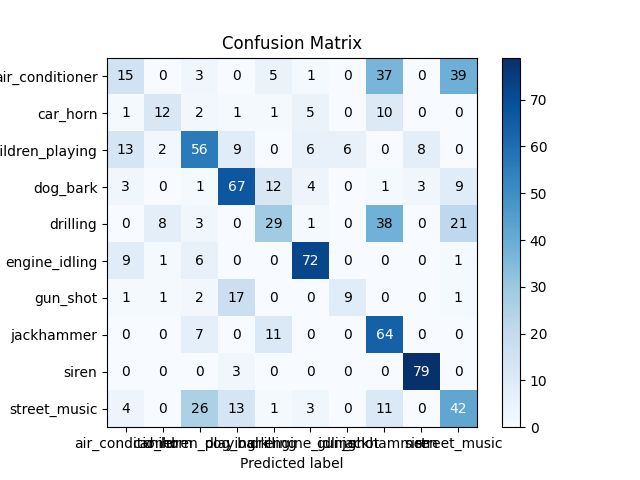 Confusion Matrix
air_conditioner 15 0 3 0 5 1 0 37 0 39
car_horn 1 12 2 1 1 5 0 10 0 0
ildren_playing 13 2 56 9 0 6 6 0 8 0
dog_bark 3 0 1 67 12 4 0 1 3 9
drilling 0 8 3 0 29 1 0 38 0 21
engine_idling 9 1 6 0 0 72 0 0 0 1
gun_shot 1 1 2 17 0 0 9 0 0 1
jackhammer 0 0 7 0 11 0 0 64 0 0
siren 0 0 0 3 0 0 0 0 79 0
street_music 4 0 26 13 1 3 0 11 0 42
70
60
50
40
30
20
10
0
street_music
Predicted label